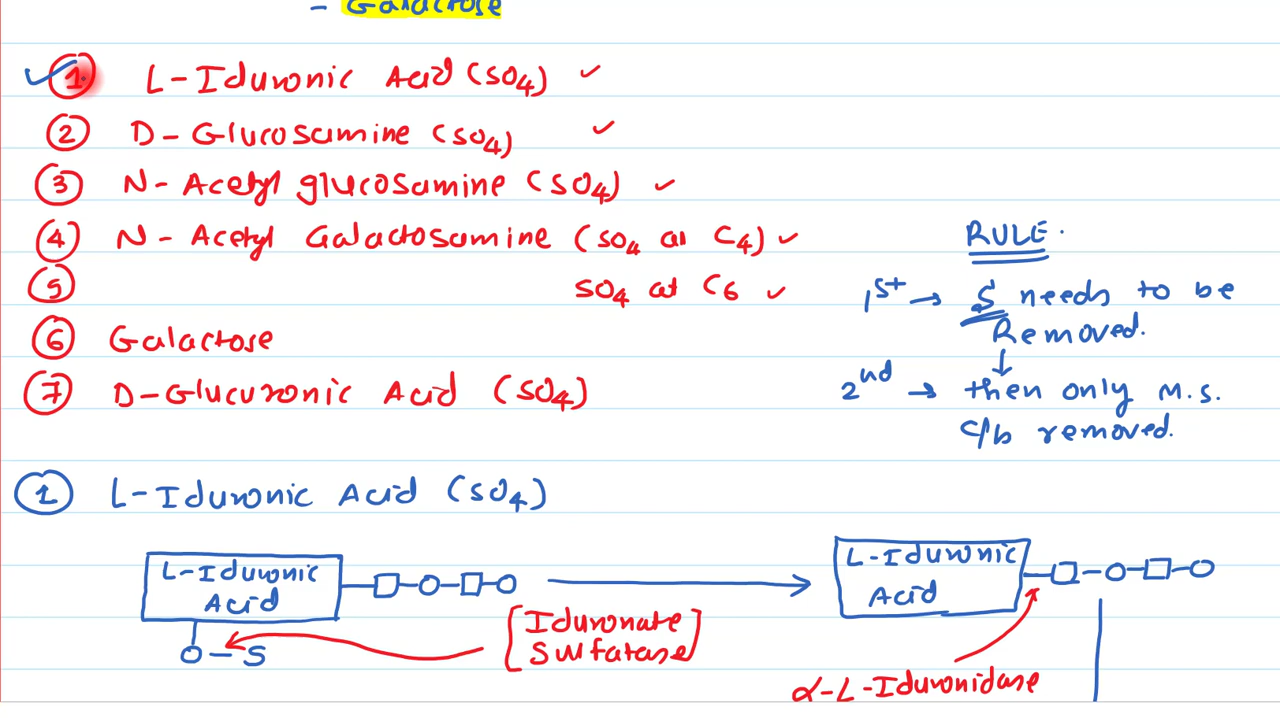 - Galactose
1 L-Iduronic Acid (SO4)
2 D-Glucosamine (SO4)
3 N-Acetyl glucosamine (SO4)
4 N-Acetyl Galactosamine (SO4 at C4)
5 SO4 at C6
6 Galactose
7 D-Glucuronic Acid (SO4)
RULE.
1st → S needs to be
Removed.
↓
2nd → then only M.S.
c/b removed.
1 L-Iduronic Acid (SO4)
L-Iduronic
Acid
O-S
[Iduronate
Sulfatase]
L-Iduronic
Acid
α-L-Iduronidase